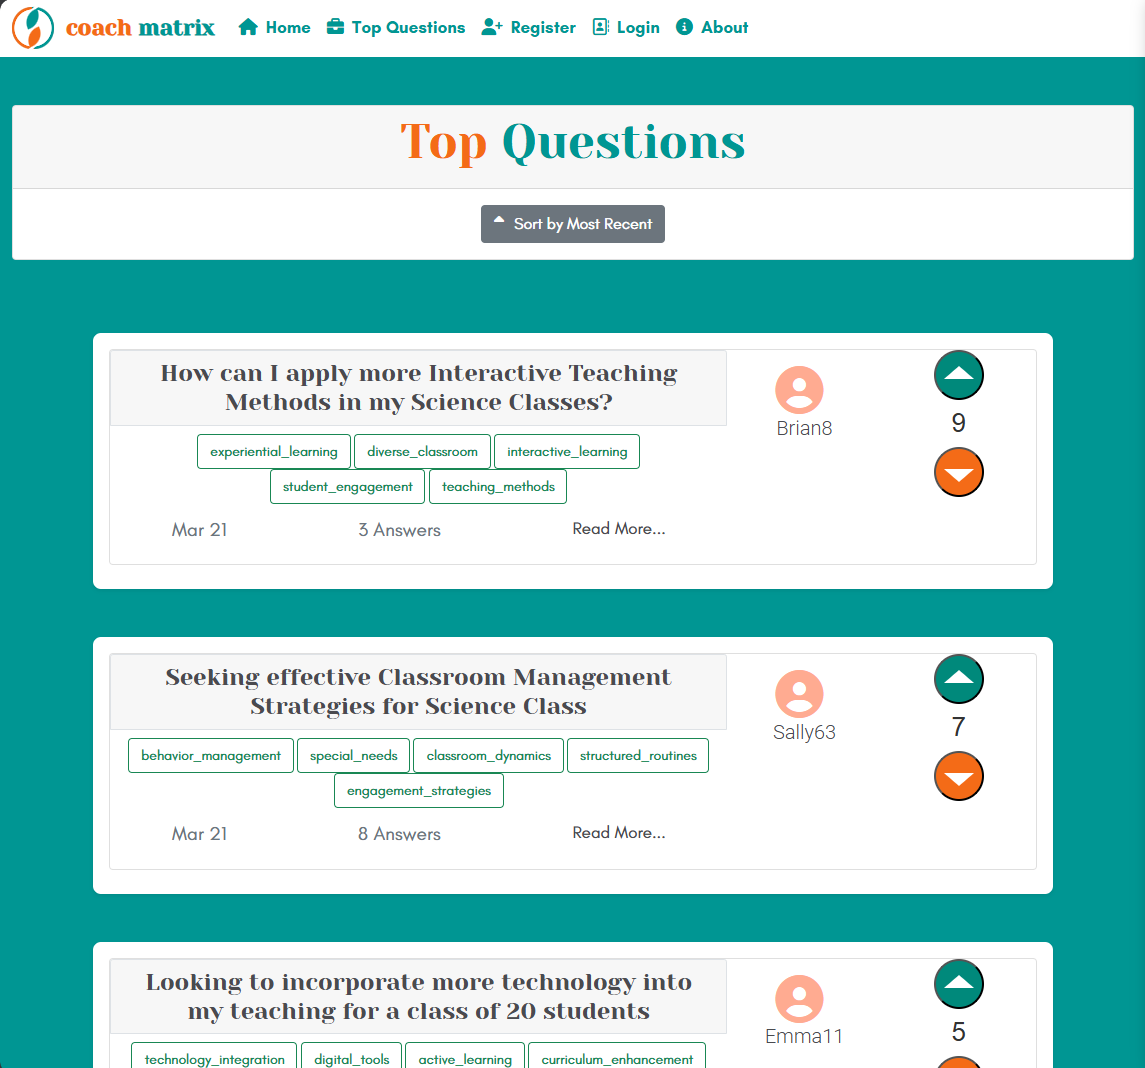 coach matrix Home Top Questions Register Login About
Top Questions
Sort by Most Recent
How can I apply more Interactive Teaching
Methods in my Science Classes?
experiential_learning diverse_classroom interactive_learning
student_engagement teaching_methods
Mar 21 3 Answers Read More...
Brian8
9
Seeking effective Classroom Management
Strategies for Science Class
behavior_management special_needs classroom_dynamics structured_routines
engagement_strategies
Mar 21 8 Answers Read More...
Sally63
7
Looking to incorporate more technology into
my teaching for a class of 20 students
technology_integration digital_tools active_learning curriculum_enhancement
Emma11
5